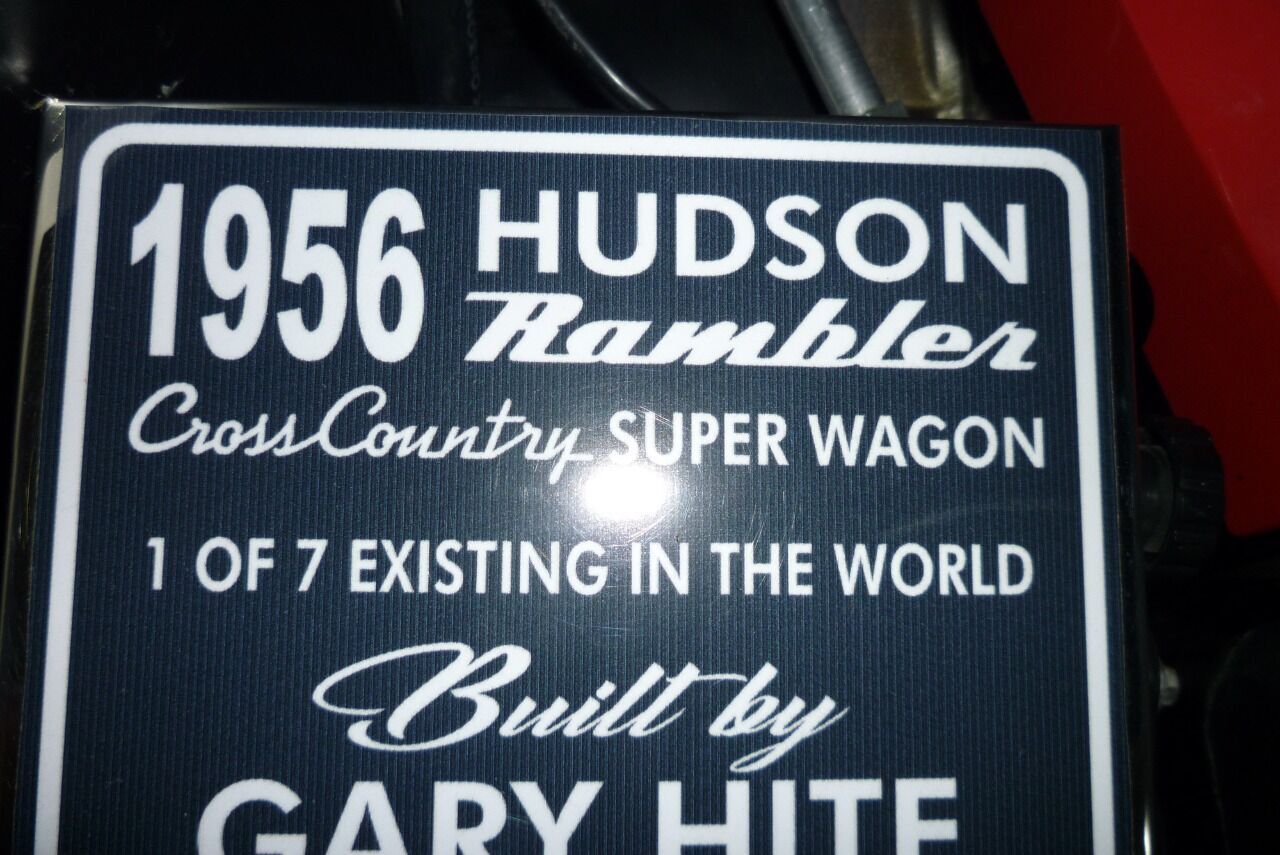 1956 HUDSON
Rambler
Cross Country SUPER WAGON
1 OF 7 EXISTING IN THE WORLD
Built by
GARY HITE